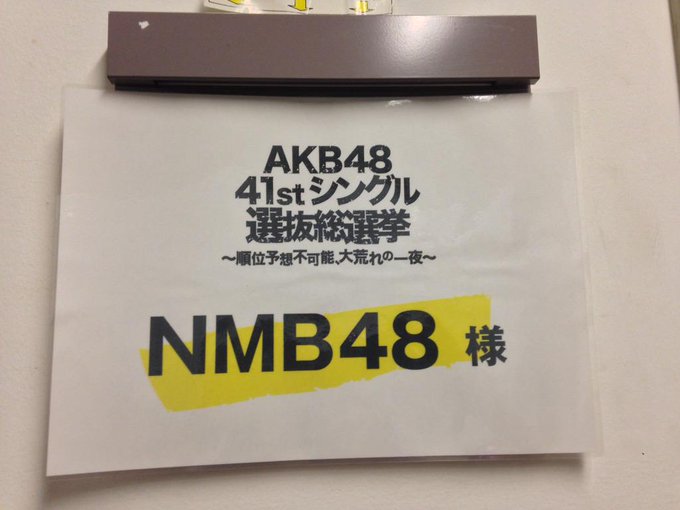 AKB48
41stシングル
選抜総選挙
〜順位予想不可能、大荒れの一夜〜
NMB48 様